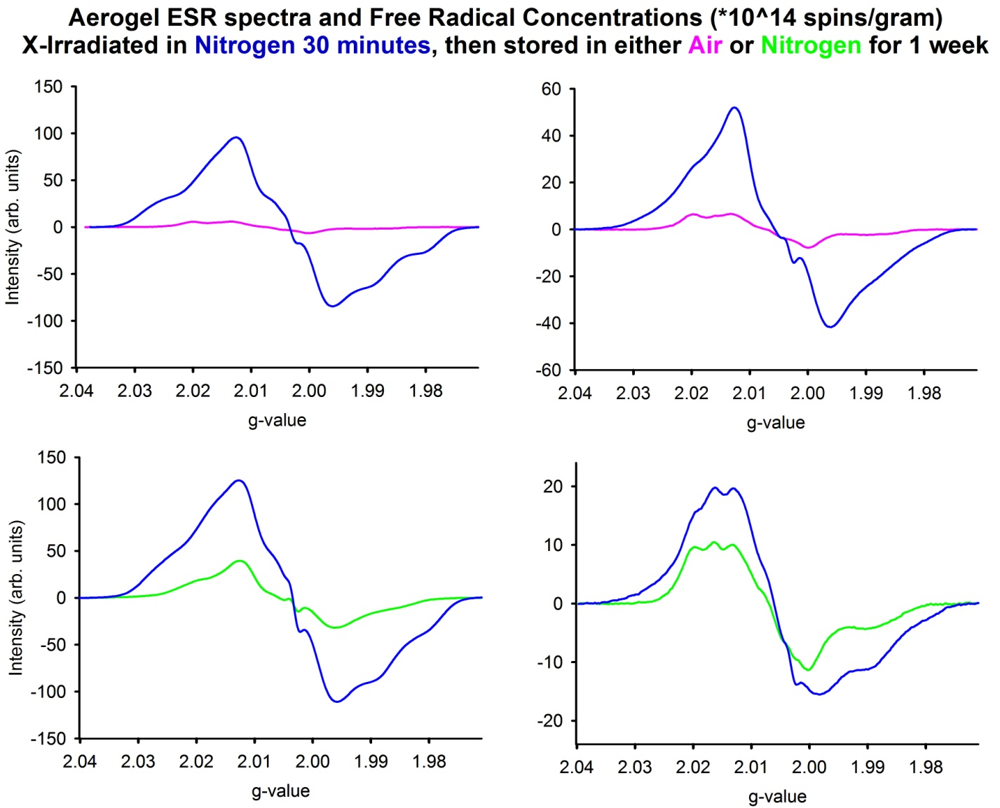 Aerogel ESR spectra and Free Radical Concentrations (*10^14 spins/gram)
X-Irradiated in Nitrogen 30 minutes, then stored in either Air or Nitrogen for 1 week
150
100
50
0
-50
-100
-150
Intensity (arb. units)
2.04 2.03 2.02 2.01 2.00 1.99 1.98
g-value
60
40
20
0
-20
-40
-60
2.04 2.03 2.02 2.01 2.00 1.99 1.98
g-value
150
100
50
0
-50
-100
-150
Intensity (arb. units)
2.04 2.03 2.02 2.01 2.00 1.99 1.98
g-value
20
10
0
-10
-20
2.04 2.03 2.02 2.01 2.00 1.99 1.98
g-value